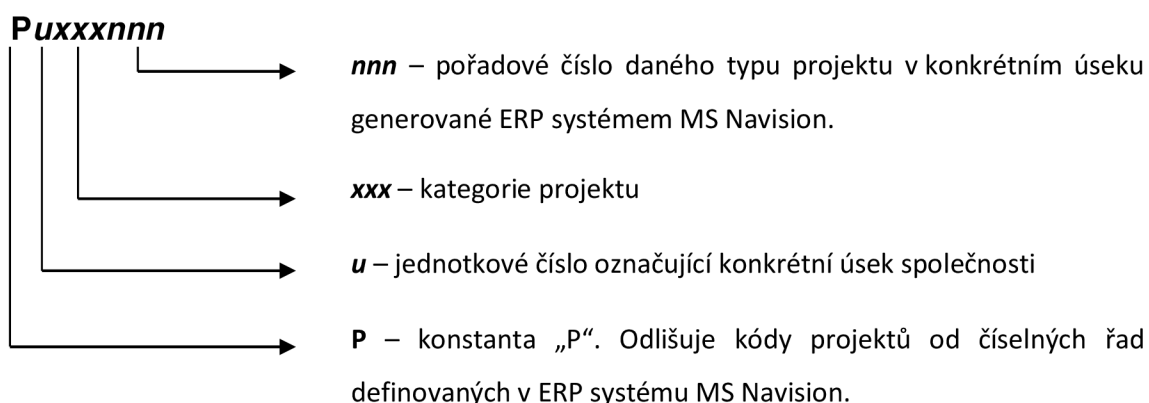 Puxxxnnn
nnn – pořadové číslo daného typu projektu v konkrétním úseku
generované ERP systémem MS Navision.
xxx – kategorie projektu
u – jednotkové číslo označující konkrétní úsek společnosti
P – konstanta „P“. Odlišuje kódy projektů od číselných řad
definovaných v ERP systému MS Navision.